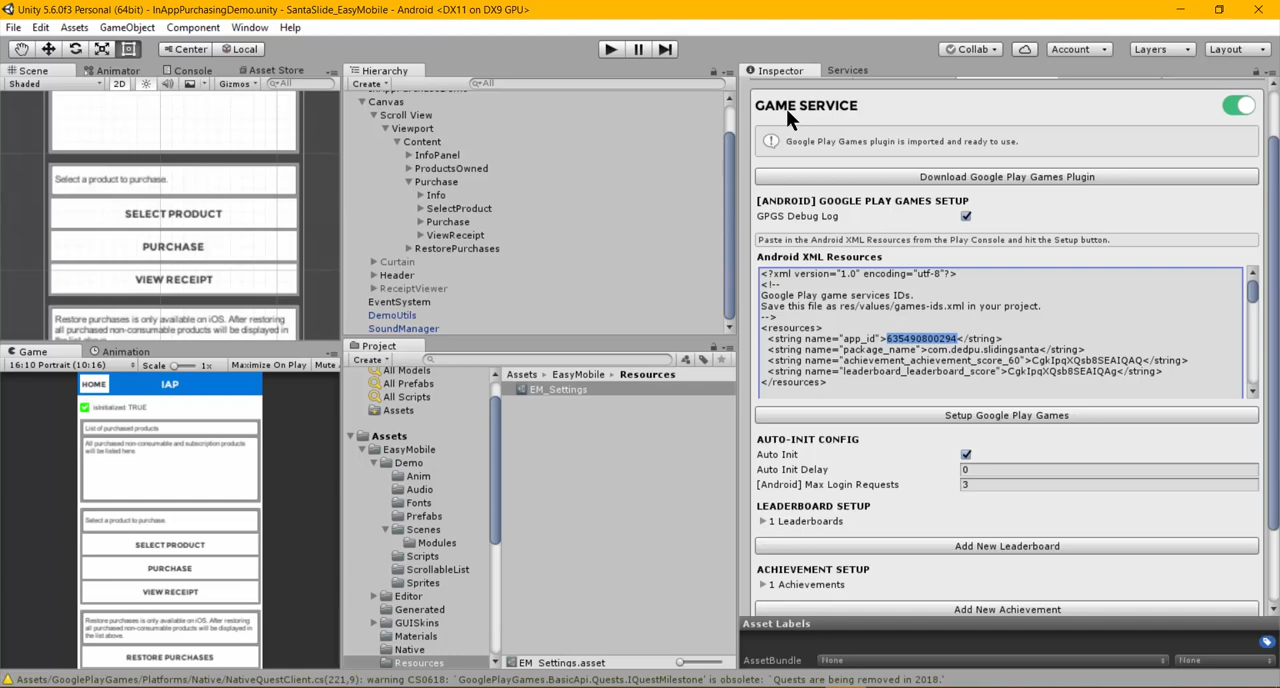 Unity 5.6.0f3 Personal (64bit) - InAppPurchasingDemo.unity - SantaSlide_EasyMobile - Android <DX11 on DX9 GPU>
File Edit Assets GameObject Component Window Help
Center Local Collab Account Layers Layout
Scene Animator Console Asset Store
Shaded 2D Gizmos All
Select a product to purchase.
SELECT PRODUCT
PURCHASE
VIEW RECEIPT
Restore purchases is only available on iOS. After restoring
all purchased non-consumable products will be displayed in
Game Animation
16:10 Portrait (10:16) Scale 1x Maximize On Play Mute
HOME IAP
isInitialized: TRUE
List of purchased products
All purchased non-consumable and subscription products
will be listed here.
Select a product to purchase.
SELECT PRODUCT
PURCHASE
VIEW RECEIPT
Restore purchases is only available on iOS. After restoring
all purchased non-consumable products will be displayed in
the list above.
RESTORE PURCHASES
Hierarchy
Create All
Canvas
Scroll View
Viewport
Content
InfoPanel
ProductsOwned
Purchase
Info
SelectProduct
Purchase
ViewReceipt
RestorePurchases
Curtain
Header
ReceiptViewer
EventSystem
DemoUtils
SoundManager
Project
Create
All Models
All Prefabs
All Scripts
Assets
Assets
EasyMobile
Demo
Anim
Audio
Fonts
Prefabs
Scenes
Modules
Scripts
ScrollableList
Sprites
Editor
Generated
GUISkins
Materials
Native
Resources
Assets EasyMobile Resources
EM_Settings
EM_Settings.asset
Inspector Services
GAME SERVICE
Google Play Games plugin is imported and ready to use.
Download Google Play Games Plugin
[ANDROID] GOOGLE PLAY GAMES SETUP
GPGS Debug Log
Paste in the Android XML Resources from the Play Console and hit the Setup button.
Android XML Resources
<?xml version="1.0" encoding="utf-8"?>
<!--
Google Play game services IDs.
Save this file as res/values/games-ids.xml in your project.
-->
<resources>
<string name="app_id">635490800294</string>
<string name="package_name">com.dedpu.slidingsanta</string>
<string name="achievement_achievement_score_60">CgkIpqXQsb8SEAIQAQ</string>
<string name="leaderboard_leaderboard_score">CgkIpqXQsb8SEAIQAg</string>
</resources>
Setup Google Play Games
AUTO-INIT CONFIG
Auto Init
Auto Init Delay 0
[Android] Max Login Requests 3
LEADERBOARD SETUP
1 Leaderboards
Add New Leaderboard
ACHIEVEMENT SETUP
1 Achievements
Add New Achievement
Asset Labels
AssetBundle None None
Assets/GooglePlayGames/Platforms/Native/NativeQuestClient.cs(221,9): warning CS0618: `GooglePlayGames.BasicApi.Quests.IQuestMilestone' is obsolete: `Quests are being removed in 2018.'